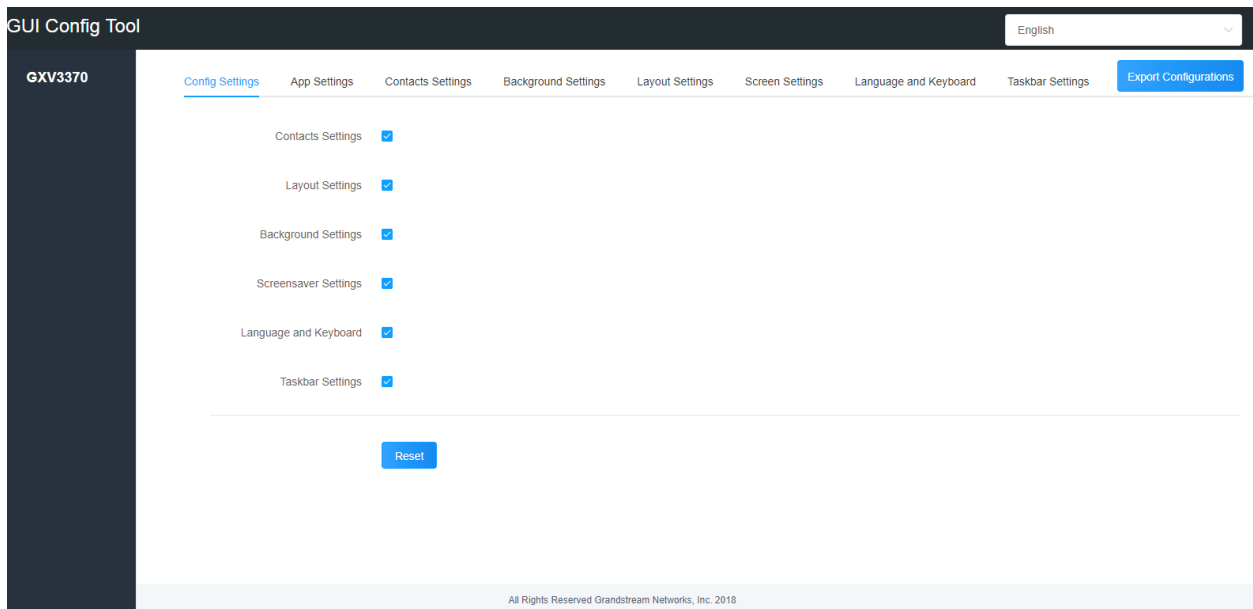 GUI Config Tool
English
GXV3370
Config Settings App Settings Contacts Settings Background Settings Layout Settings Screen Settings Language and Keyboard Taskbar Settings Export Configurations
Contacts Settings
Layout Settings
Background Settings
Screensaver Settings
Language and Keyboard
Taskbar Settings
Reset
All Rights Reserved Grandstream Networks, Inc. 2018